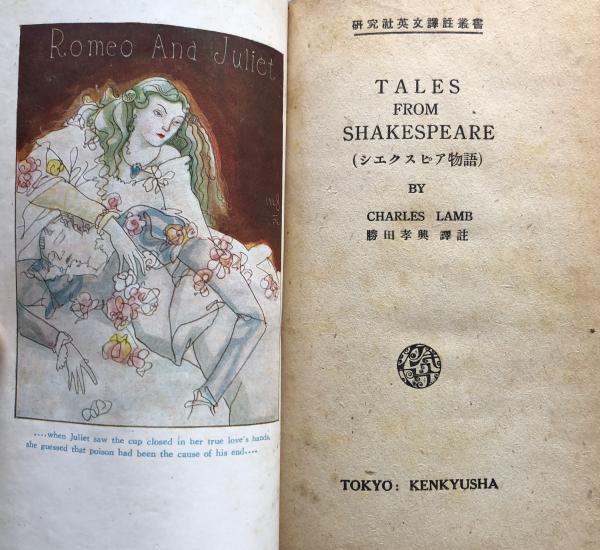 Romeo And Juliet
....when Juliet saw the cup closed in her true love's hands,
she guessed that poison had been the cause of his end....
研究社英文譯註叢書
TALES
FROM
SHAKESPEARE
(シエクスピア物語)
BY
CHARLES LAMB
勝田孝興 譯註
TOKYO: KENKYUSHA